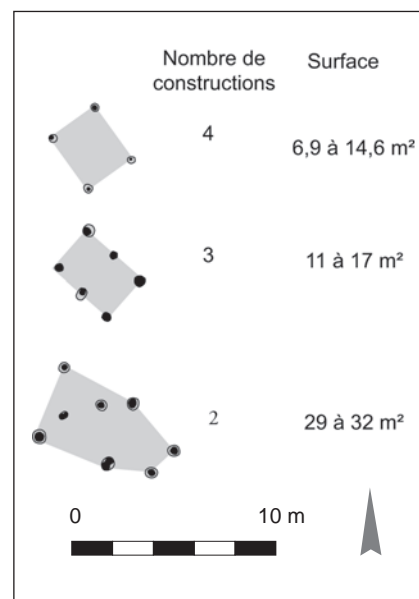 Nombre de
constructions
Surface
4
6,9 à 14,6 m²
3
11 à 17 m²
2
29 à 32 m²
0
10 m